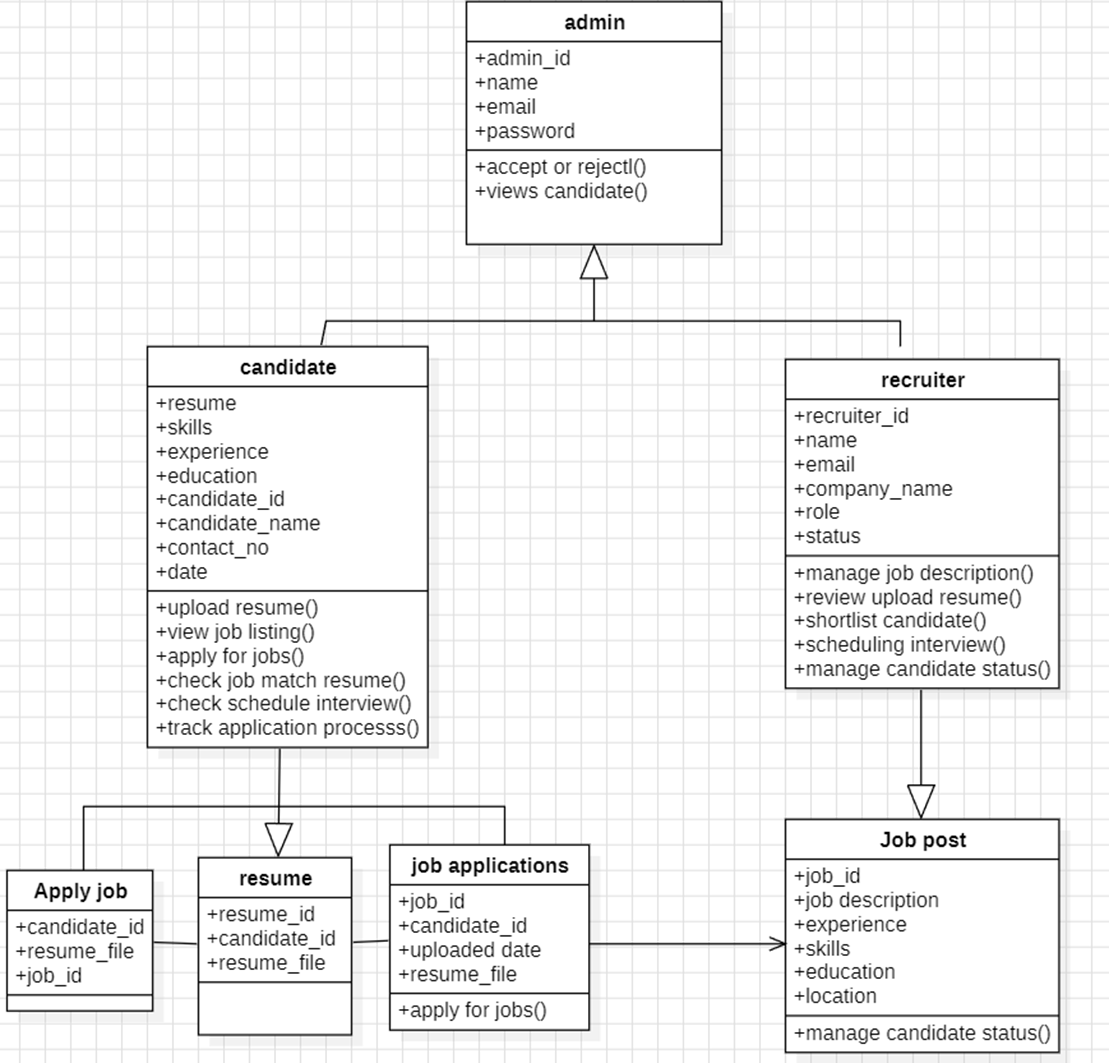 admin
+admin_id
+name
+email
+password
+accept or rejectl()
+views candidate()
candidate
+resume
+skills
+experience
+education
+candidate_id
+candidate_name
+contact_no
+date
+upload resume()
+view job listing()
+apply for jobs()
+check job match resume()
+check schedule interview()
+track application processs()
recruiter
+recruiter_id
+name
+email
+company_name
+role
+status
+manage job description()
+review upload resume()
+shortlist candidate()
+scheduling interview()
+manage candidate status()
Apply job
+candidate_id
+resume_file
+job_id
resume
+resume_id
+candidate_id
+resume_file
job applications
+job_id
+candidate_id
+uploaded date
+resume_file
+apply for jobs()
Job post
+job_id
+job description
+experience
+skills
+education
+location
+manage candidate status()